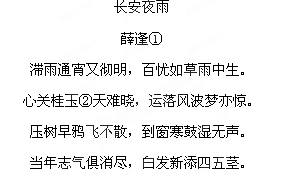 长安夜雨
薛逢①
滞雨通宵又彻明，百忧如草雨中生。
心关桂玉②天难晓，运落风波梦亦惊。
压树早鸦飞不散，到窗寒鼓湿无声。
当年志气俱消尽，白发新添四五茎。